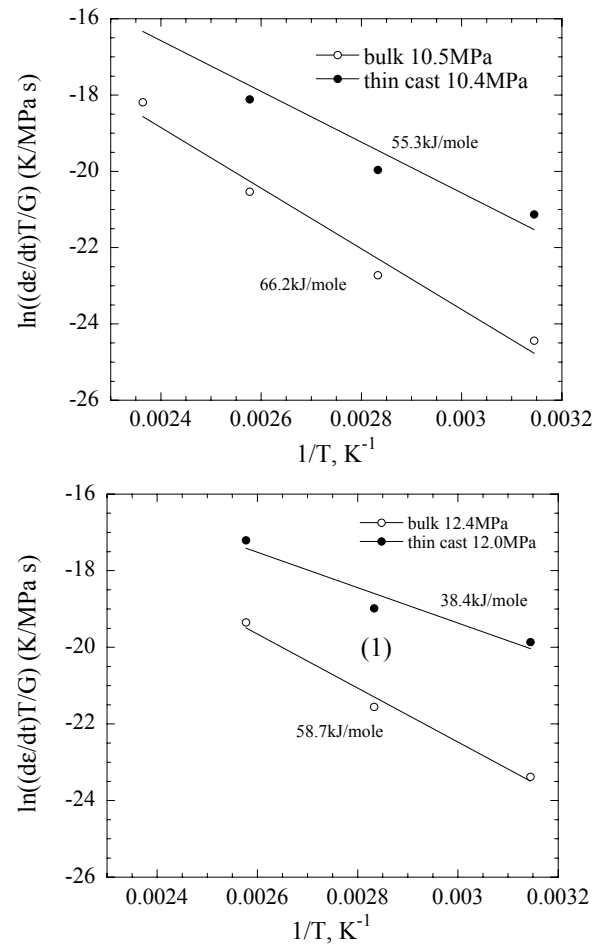 -16
-18
-20
-22
-24
-26
ln((dε/dt)T/G) (K/MPa s)
bulk 10.5MPa
thin cast 10.4MPa
55.3kJ/mole
66.2kJ/mole
0.0024 0.0026 0.0028 0.003 0.0032
1/T, K⁻¹
-16
-18
-20
-22
-24
-26
ln((dε/dt)T/G) (K/MPa s)
bulk 12.4MPa
thin cast 12.0MPa
38.4kJ/mole
(1)
58.7kJ/mole
0.0024 0.0026 0.0028 0.003 0.0032
1/T, K⁻¹